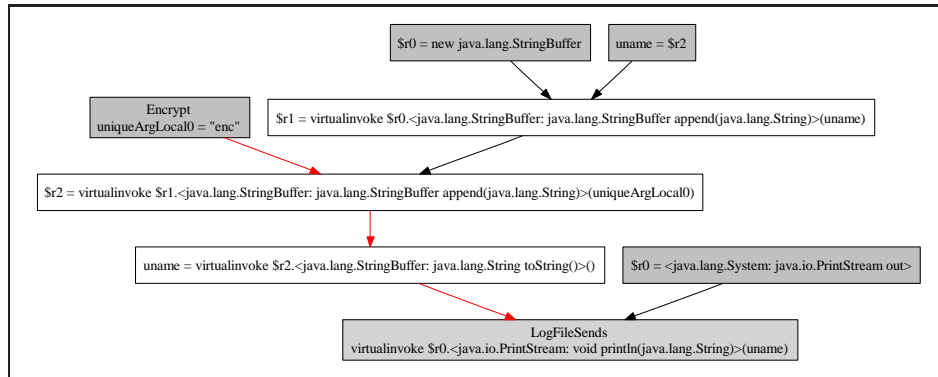 $r0 = new java.lang.StringBuffer
uname = $r2
Encrypt
uniqueArgLocal0 = "enc"
$r1 = virtualinvoke $r0.<java.lang.StringBuffer: java.lang.StringBuffer append(java.lang.String)>(uname)
$r2 = virtualinvoke $r1.<java.lang.StringBuffer: java.lang.StringBuffer append(java.lang.String)>(uniqueArgLocal0)
uname = virtualinvoke $r2.<java.lang.StringBuffer: java.lang.String toString()>()
$r0 = <java.lang.System: java.io.PrintStream out>
LogFileSends
virtualinvoke $r0.<java.io.PrintStream: void println(java.lang.String)>(uname)